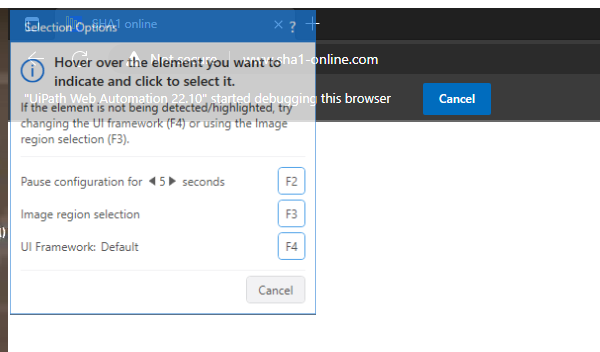 Selection Options
SHA1 online
?
Hover over the element you want to
indicate and click to select it.
Not secure
www.sha1-online.com
"UiPath Web Automation 22.10" started debugging this browser
Cancel
If the element is not being detected/highlighted, try
changing the UI framework (F4) or using the Image
region selection (F3).
Pause configuration for 5 seconds
F2
Image region selection
F3
UI Framework: Default
F4
Cancel